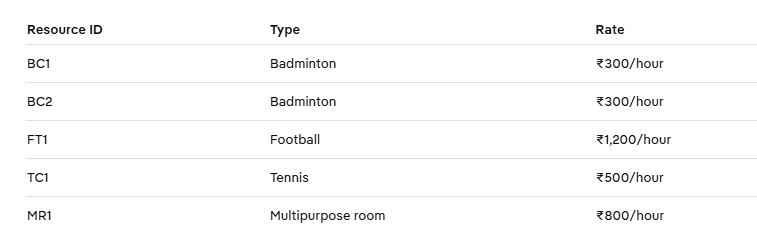 Resource ID Type Rate
BC1 Badminton ₹300/hour
BC2 Badminton ₹300/hour
FT1 Football ₹1,200/hour
TC1 Tennis ₹500/hour
MR1 Multipurpose room ₹800/hour